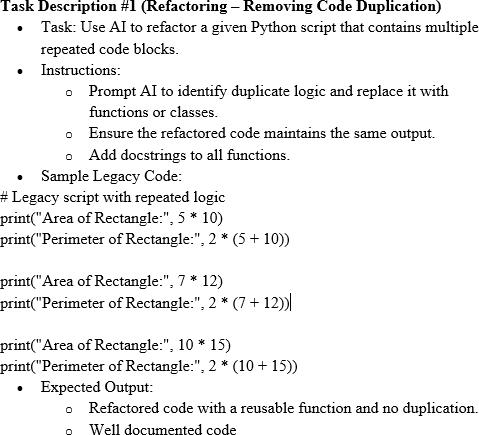 Task Description #1 (Refactoring – Removing Code Duplication)
• Task: Use AI to refactor a given Python script that contains multiple
repeated code blocks.
• Instructions:
o Prompt AI to identify duplicate logic and replace it with
functions or classes.
o Ensure the refactored code maintains the same output.
o Add docstrings to all functions.
• Sample Legacy Code:
# Legacy script with repeated logic
print("Area of Rectangle:", 5 * 10)
print("Perimeter of Rectangle:", 2 * (5 + 10))
print("Area of Rectangle:", 7 * 12)
print("Perimeter of Rectangle:", 2 * (7 + 12))
print("Area of Rectangle:", 10 * 15)
print("Perimeter of Rectangle:", 2 * (10 + 15))
• Expected Output:
o Refactored code with a reusable function and no duplication.
o Well documented code